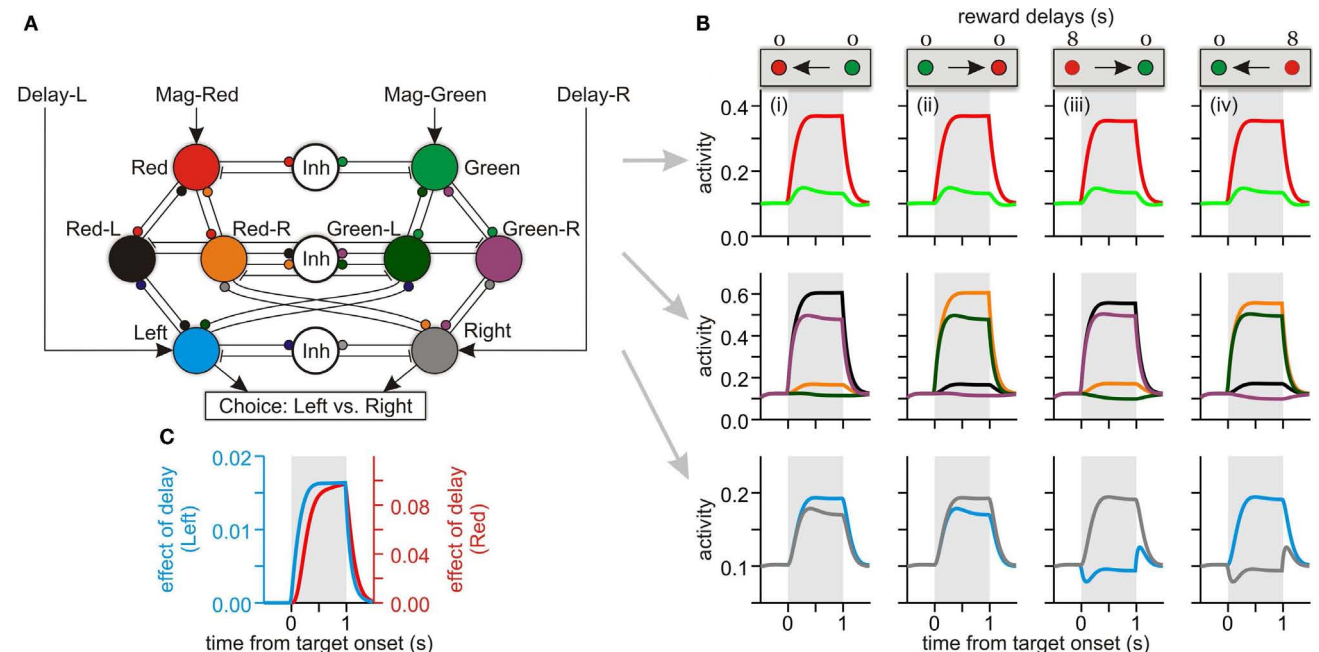 A
Delay-L Mag-Red Mag-Green Delay-R
Red Inh Green
Red-L Red-R Inh Green-L Green-R
Left Inh Right
Choice: Left vs. Right
B
reward delays (s)
0 0 0 0 8 0 0 8
(i) (ii) (iii) (iv)
activity
0.4
0.2
0.0
activity
0.6
0.4
0.2
0.0
activity
0.2
0.1
0 1 0 1 0 1 0 1
time from target onset (s) time from target onset (s)
C
effect of delay
(Left)
0.02
0.01
0.00
0.08
0.04
0.00
effect of delay
(Red)
0 1
time from target onset (s)